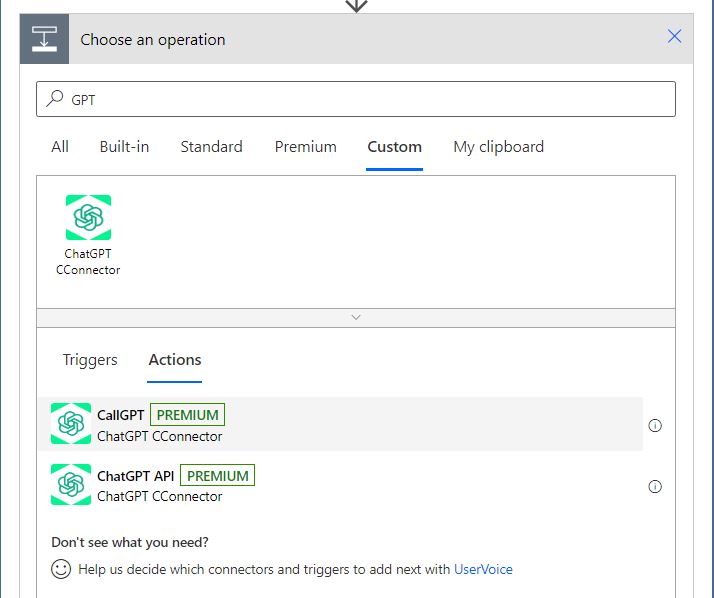 Choose an operation
GPT
All Built-in Standard Premium Custom My clipboard
ChatGPT
CConnector
Triggers Actions
CallGPT PREMIUM
ChatGPT CConnector
ChatGPT API PREMIUM
ChatGPT CConnector
Don't see what you need?
Help us decide which connectors and triggers to add next with UserVoice